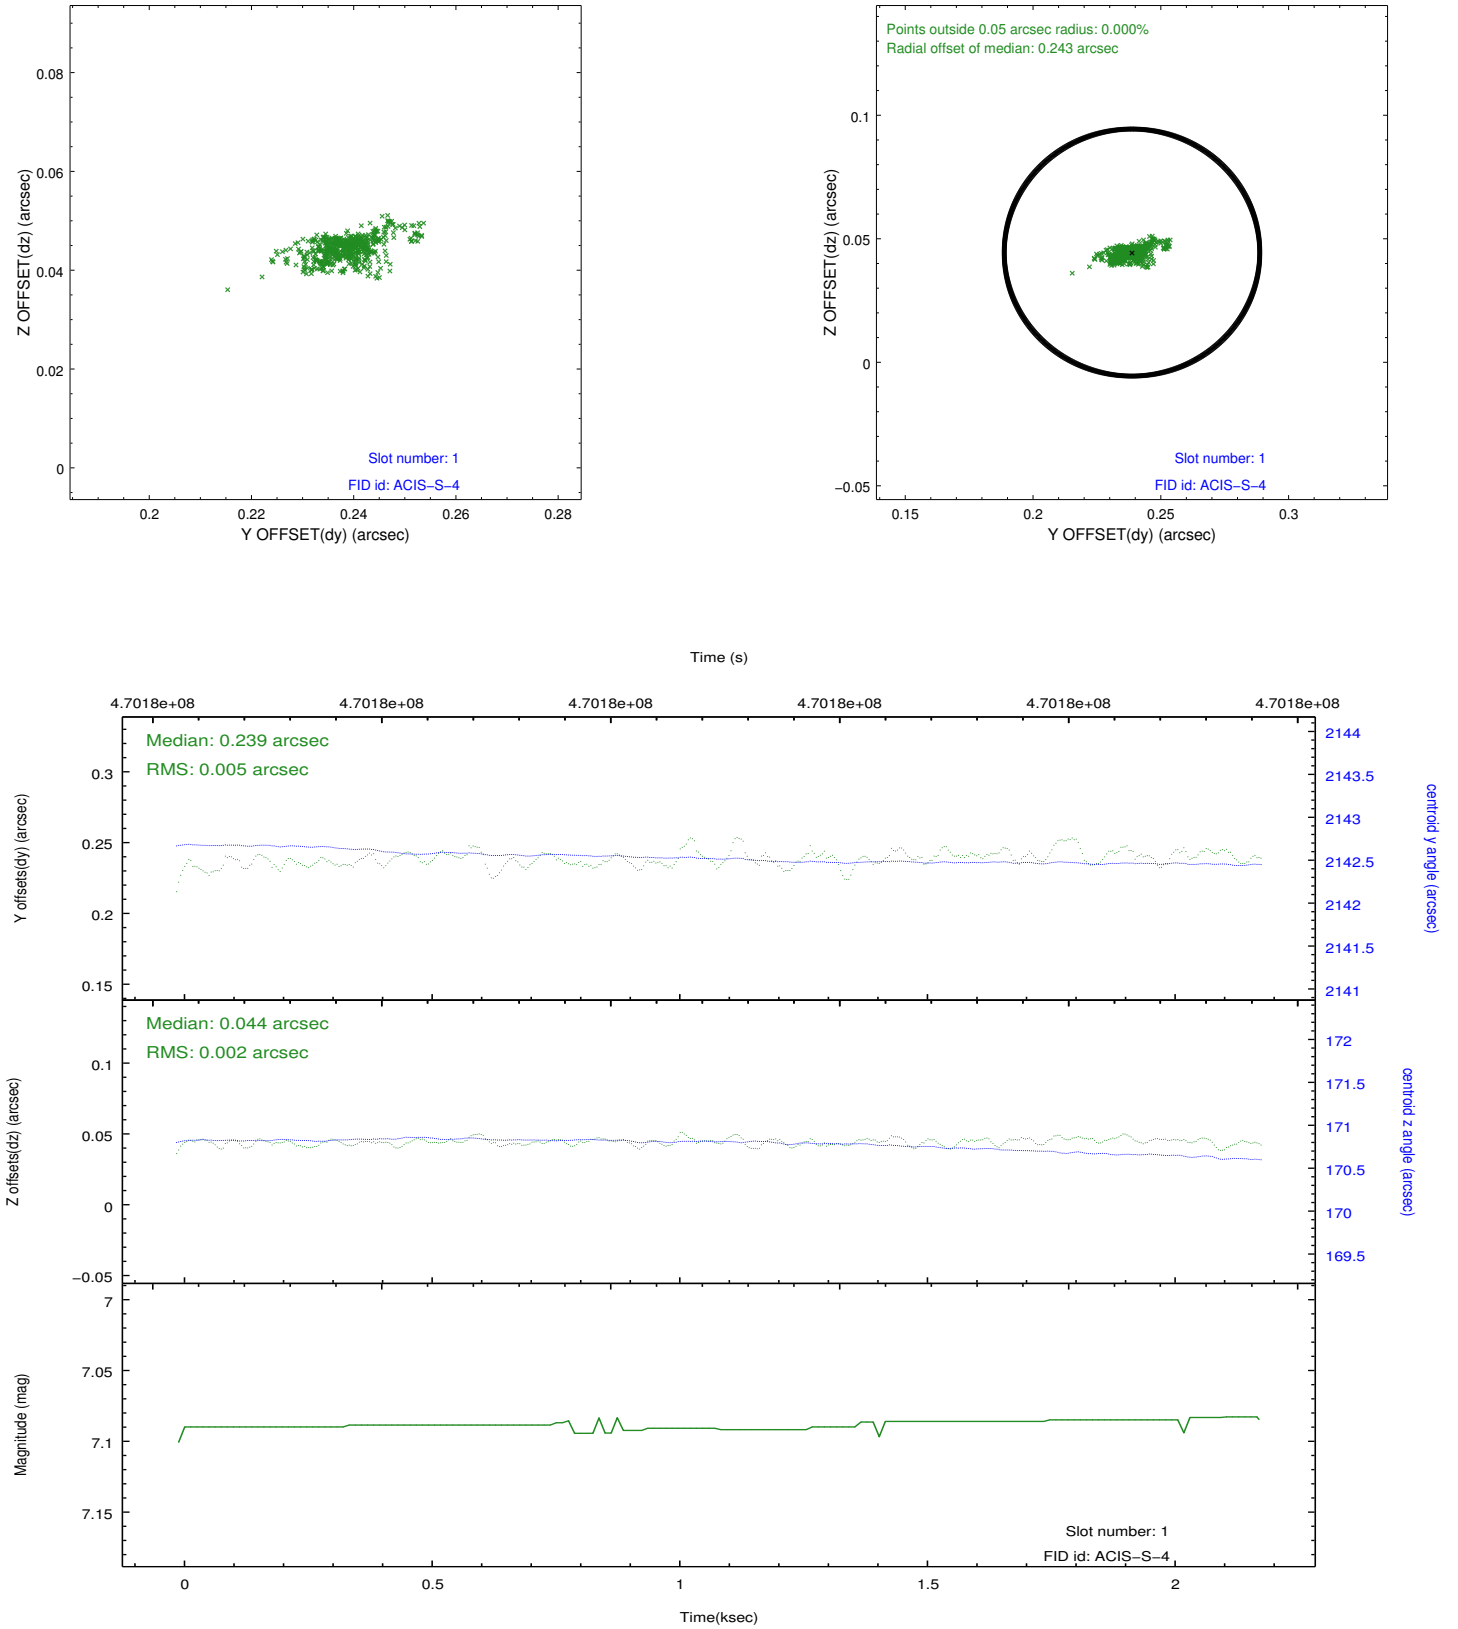 0.08
0.06
0.04
0.02
0
Z OFFSET(dz) (arcsec)
Slot number: 1
FID id: ACIS−S−4
0.2 0.22 0.24 0.26 0.28
Y OFFSET(dy) (arcsec)
Points outside 0.05 arcsec radius: 0.000%
Radial offset of median: 0.243 arcsec
0.1
0.05
0
−0.05
Z OFFSET(dz) (arcsec)
Slot number: 1
FID id: ACIS−S−4
0.15 0.2 0.25 0.3
Y OFFSET(dy) (arcsec)
Time (s)
4.7018e+08 4.7018e+08 4.7018e+08 4.7018e+08 4.7018e+08 4.7018e+08
Median: 0.239 arcsec
RMS: 0.005 arcsec
0.3
0.25
0.2
0.15
Y offsets(dy) (arcsec)
2144
2143.5
2143
2142.5
2142
2141.5
2141
centroid y angle (arcsec)
Median: 0.044 arcsec
RMS: 0.002 arcsec
0.1
0.05
0
−0.05
Z offsets(dz) (arcsec)
172
171.5
171
170.5
170
169.5
centroid z angle (arcsec)
7
7.05
7.1
7.15
Magnitude (mag)
Slot number: 1
FID id: ACIS−S−4
0 0.5 1 1.5 2
Time(ksec)